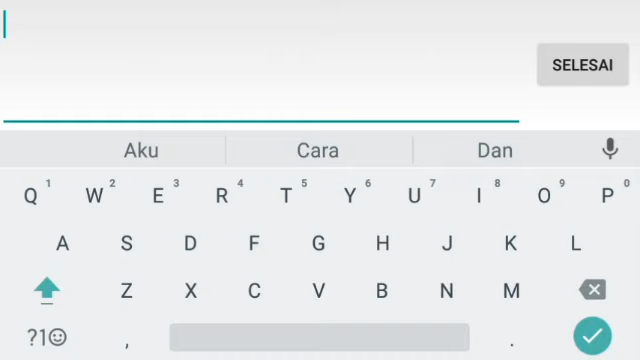 SELESAI
Aku Cara Dan
Q 1 W 2 E 3 R 4 T 5 Y 6 U 7 I 8 O 9 P 0
A S D F G H J K L
Z X C V B N M
?1☺ , .